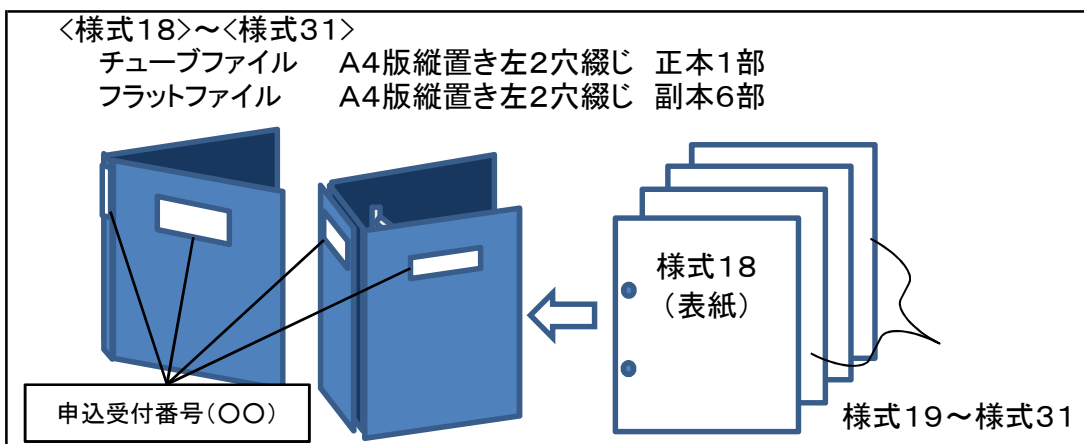 <様式18>～<様式31>
チューブファイル　A4版縦置き左2穴綴じ 正本1部
フラットファイル　A4版縦置き左2穴綴じ 副本6部
様式18
（表紙）
申込受付番号(○○)
様式19～様式31